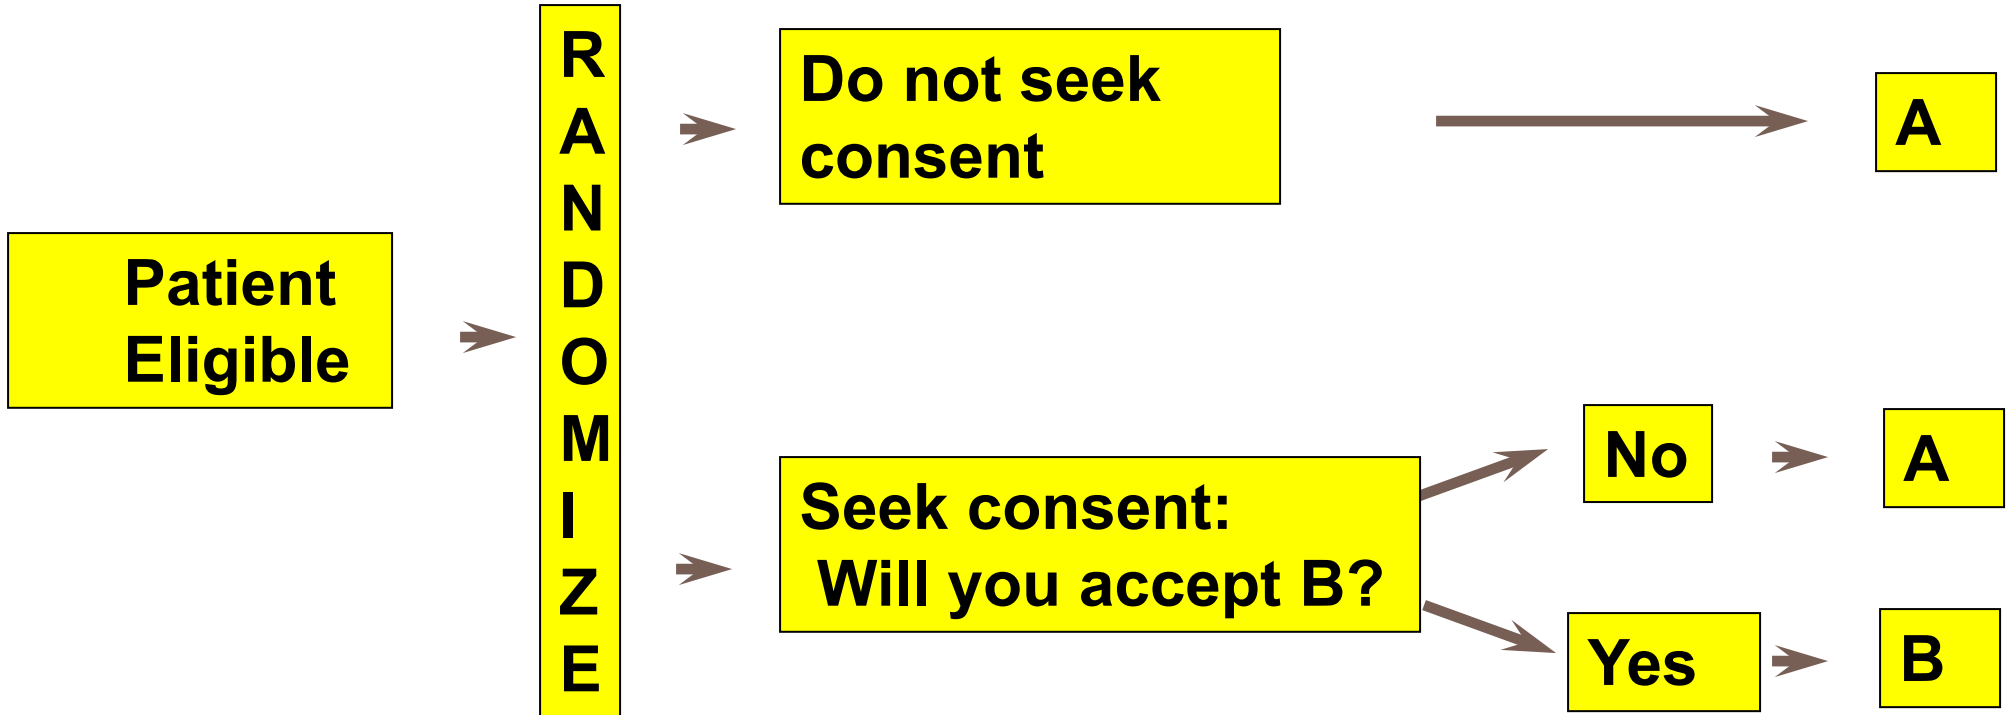 Patient
Eligible
R
A
N
D
O
M
I
Z
E
Do not seek
consent
A
Seek consent:
Will you accept B?
No
A
Yes
B